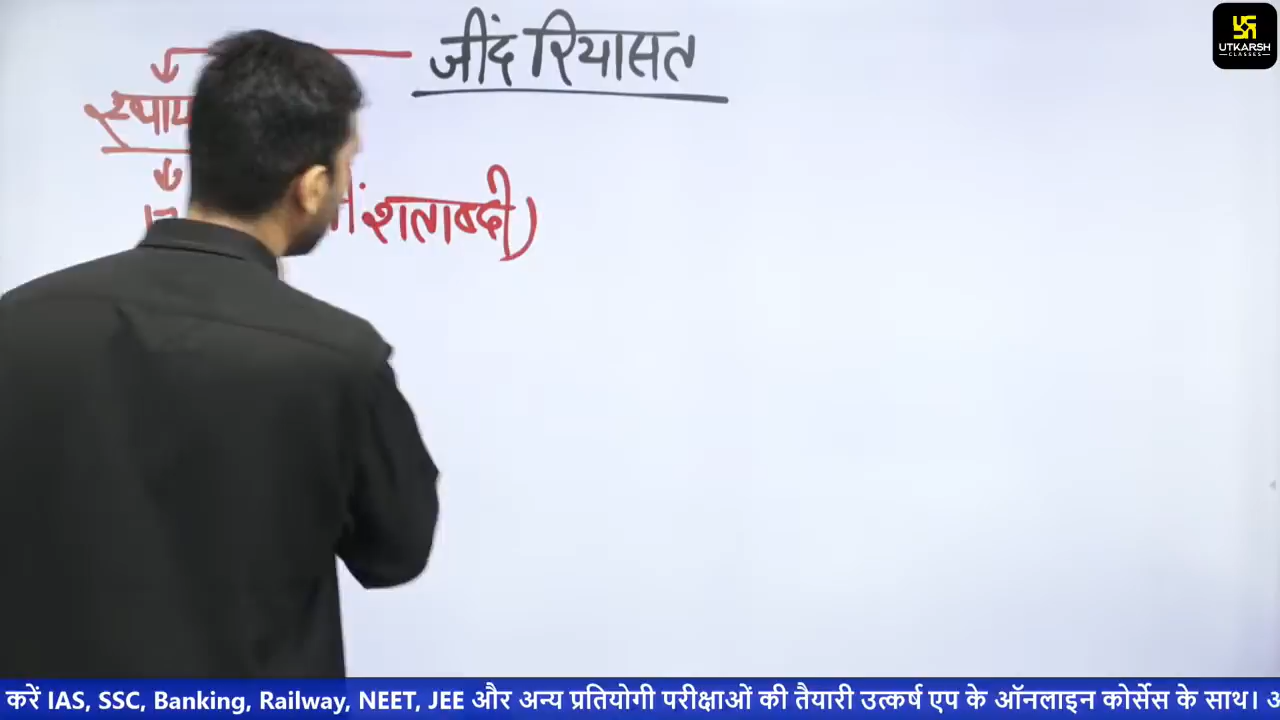 जींद रियासत
शताब्दी)
UTKARSH
CLASSES
करें IAS, SSC, Banking, Railway, NEET, JEE और अन्य प्रतियोगी परीक्षाओं की तैयारी उत्कर्ष एप के ऑनलाइन कोर्सेस के साथ।